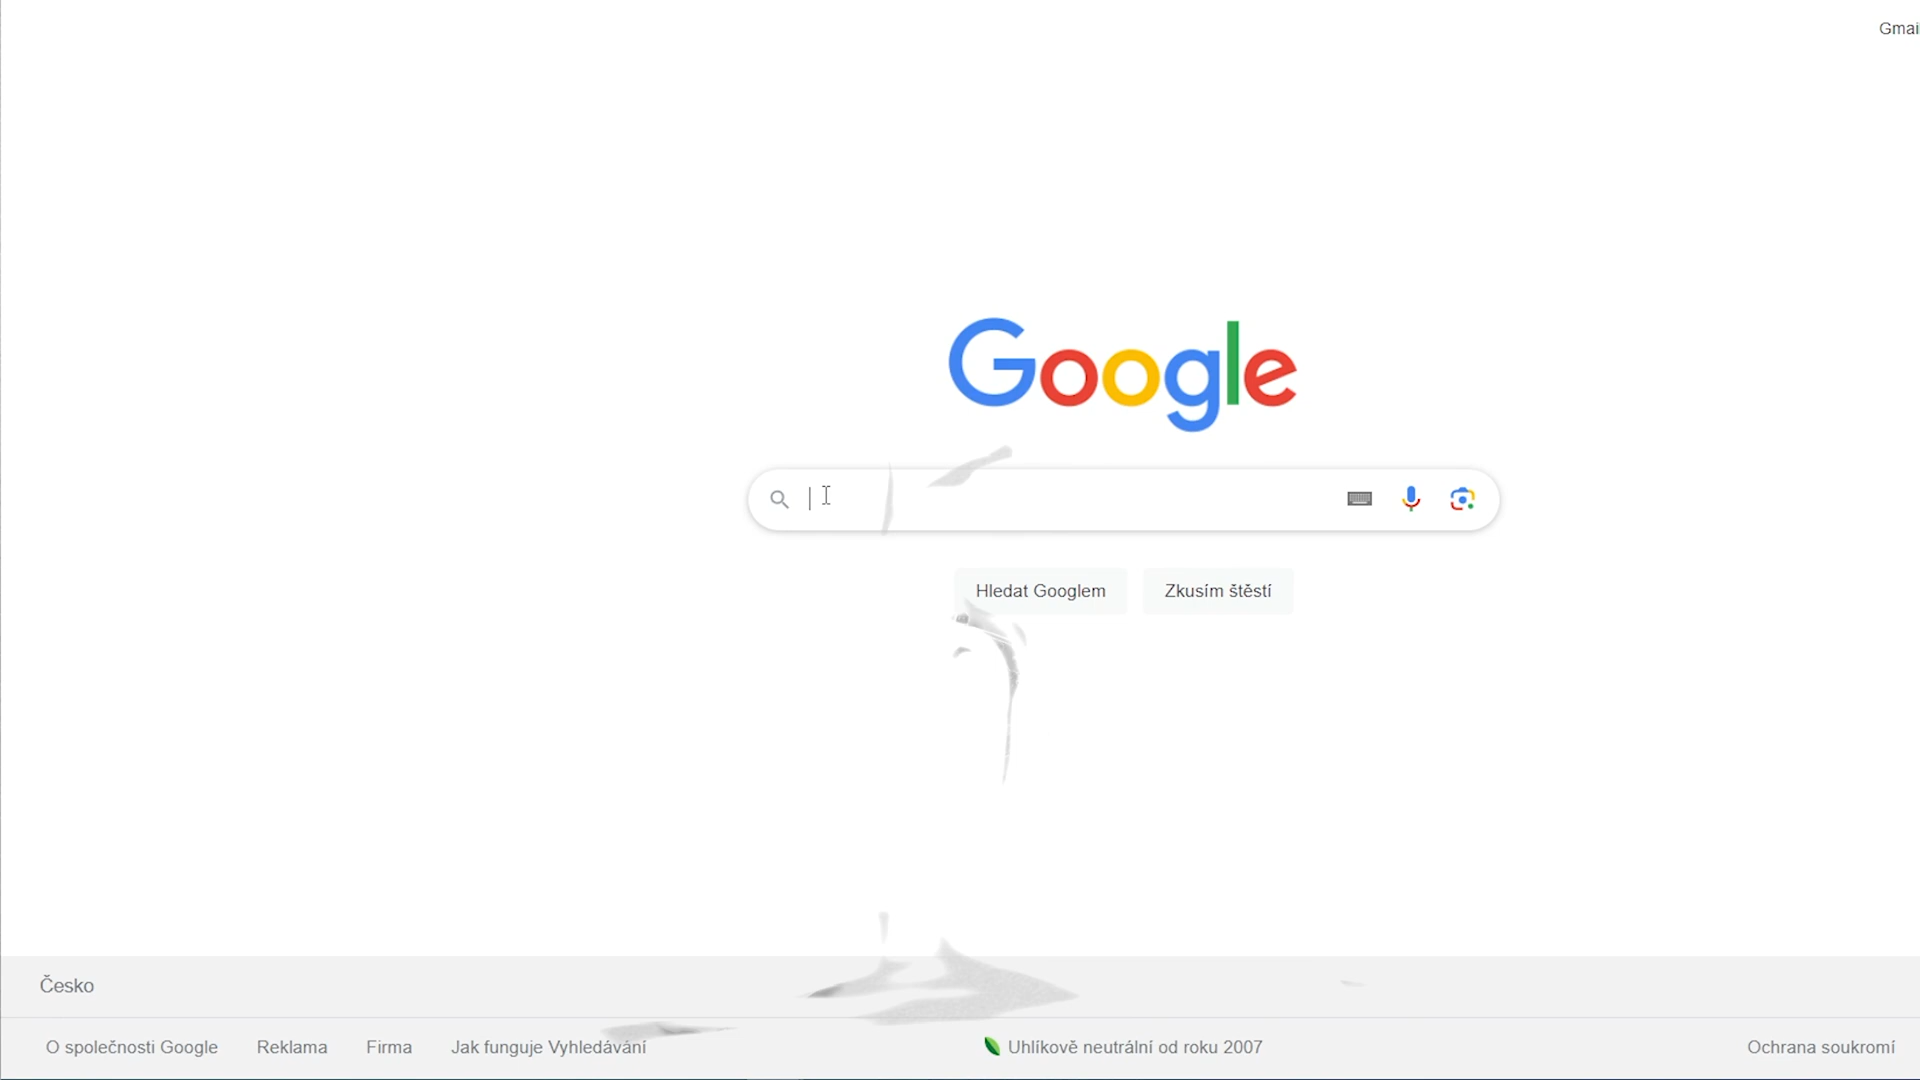 Gmai
Google
Hledat Googlem
Zkusím štěstí
Česko
O společnosti Google
Reklama
Firma
Jak funguje Vyhledávání
Uhlíkově neutrální od roku 2007
Ochrana soukromí